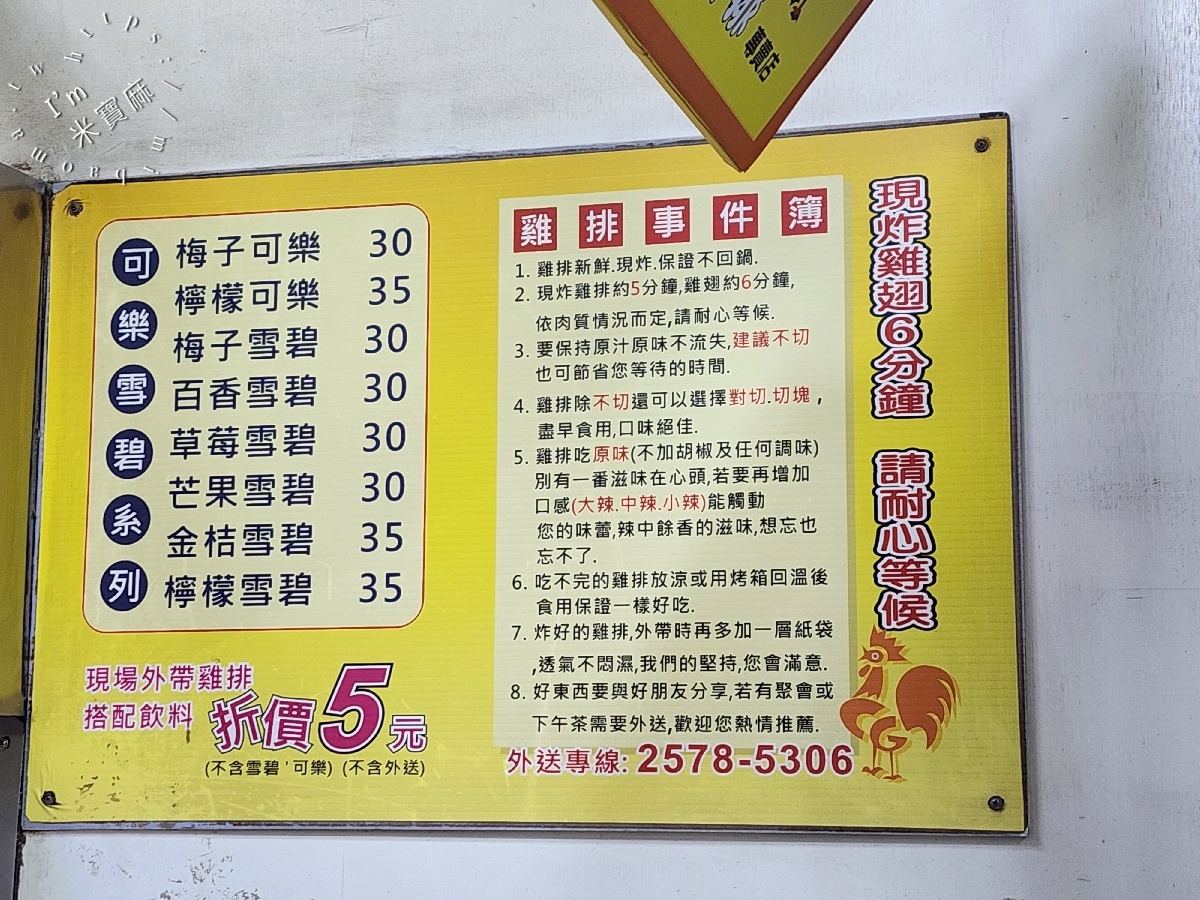 I'm
米寶麻
可樂雪碧系列
梅子可樂 30
檸檬可樂 35
梅子雪碧 30
百香雪碧 30
草莓雪碧 30
芒果雪碧 30
金桔雪碧 35
檸檬雪碧 35
現場外帶雞排
搭配飲料 折價5元
(不含雪碧'可樂) (不含外送)
雞排事件簿
1. 雞排新鮮.現炸.保證不回鍋.
2. 現炸雞排約5分鐘,雞翅約6分鐘,
依肉質情況而定,請耐心等候.
3. 要保持原汁原味不流失,建議不切
也可節省您等待的時間.
4. 雞排除不切還可以選擇對切.切塊,
盡早食用,口味絕佳.
5. 雞排吃原味(不加胡椒及任何調味)
別有一番滋味在心頭,若要再增加
口感(大辣.中辣.小辣)能觸動
您的味蕾,辣中餘香的滋味,想忘也
忘不了.
6. 吃不完的雞排放涼或用烤箱回溫後
食用保證一樣好吃.
7. 炸好的雞排,外帶時再多加一層紙袋
,透氣不悶濕,我們的堅持,您會滿意.
8. 好東西要與好朋友分享,若有聚會或
下午茶需要外送,歡迎您熱情推薦.
外送專線: 2578-5306
現炸雞翅6分鐘 請耐心等候